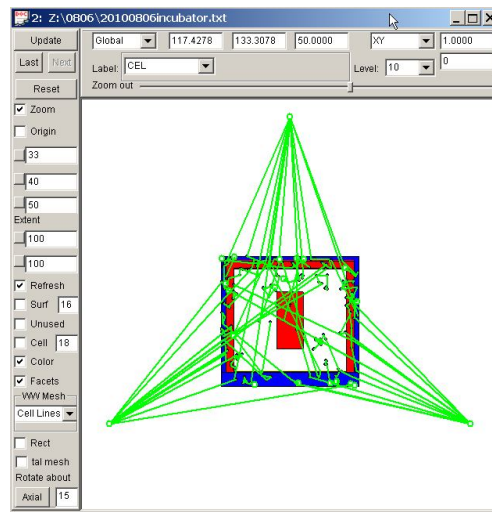 2: Z:\0806\20100806incubator.txt
Update
Global 117.4278 133.3078 50.0000 XY 1.0000
Last Next
Label: CEL Level: 10 0
Reset
Zoom out
Zoom
Origin
33
40
50
Extent
100
100
Refresh
Surf 16
Unused
Cell 18
Color
Facets
WW Mesh
Cell Lines
Rect
tal mesh
Rotate about
Axial 15